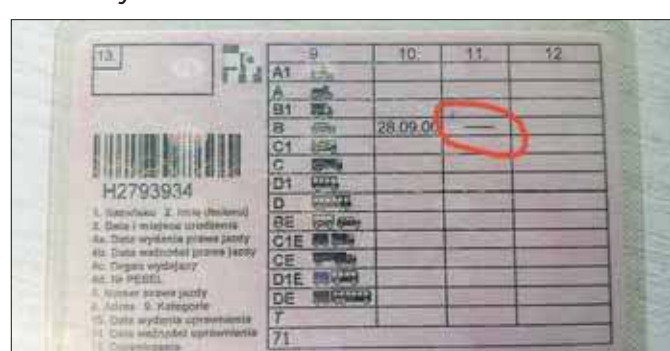 13.
9 10. 11. 12
A1
A
B1
B 28.09.06 —
C1
C
D1
D
BE
C1E
CE
D1E
DE
T
71
H2793934
1. Nazwisko 2. Imię (imiona)
3. Data i miejsce urodzenia
4a. Data wydania prawa jazdy
4b. Data ważności prawa jazdy
4c. Organ wydający
4d. Nr PESEL
5. Numer prawa jazdy
8. Adres 9. Kategorie
10. Data wydania uprawnienia
11. Data ważności uprawnienia